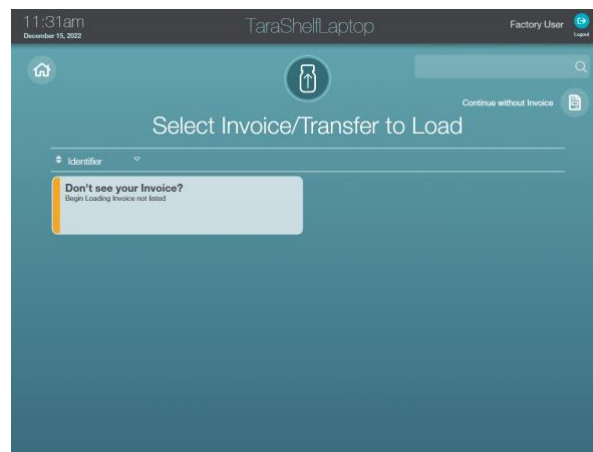 11:31am
TaraShelfLaptop
Factory User
December 15, 2022
Logout
Continue without Invoice
Select Invoice/Transfer to Load
Identifier
Don't see your Invoice?
Begin Loading Invoice not listed